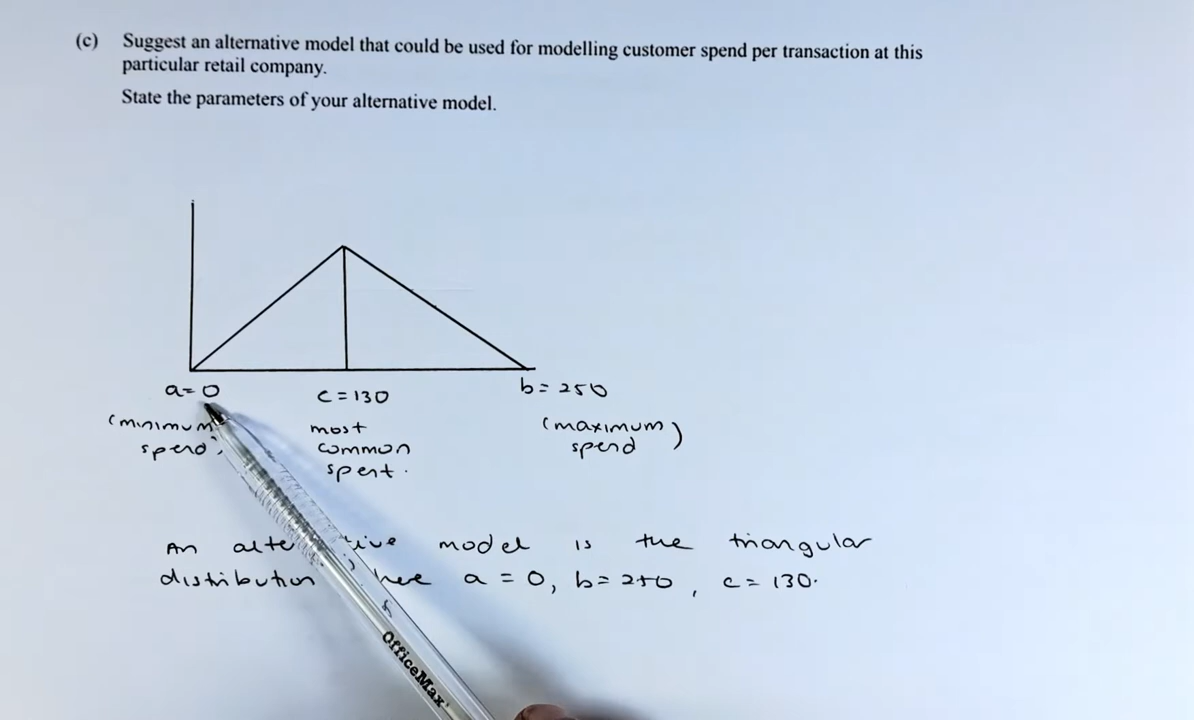 (c) Suggest an alternative model that could be used for modelling customer spend per transaction at this
particular retail company.
State the parameters of your alternative model.
a=0 c=130 b=250
(minimum
spend
most
common
spent.
(maximum
spend)
An model is the triangular
distribution a = 0, b=250, c=130.
OfficeMax